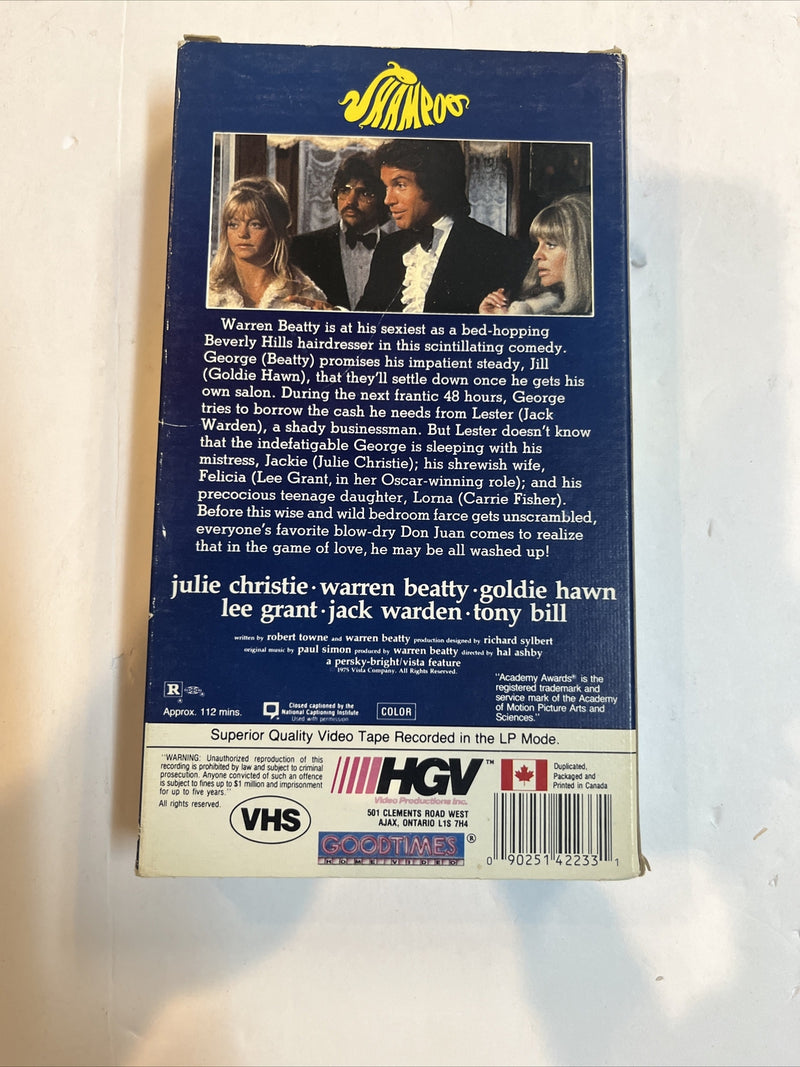 SHAMPOO
Warren Beatty is at his sexiest as a bed-hopping
Beverly Hills hairdresser in this scintillating comedy.
George (Beatty) promises his impatient steady, Jill
(Goldie Hawn), that they'll settle down once he gets his
own salon. During the next frantic 48 hours, George
tries to borrow the cash he needs from Lester (Jack
Warden), a shady businessman. But Lester doesn't know
that the indefatigable George is sleeping with his
mistress, Jackie (Julie Christie); his shrewish wife,
Felicia (Lee Grant, in her Oscar-winning role); and his
precocious teenage daughter, Lorna (Carrie Fisher).
Before this wise and wild bedroom farce gets unscrambled,
everyone's favorite blow-dry Don Juan comes to realize
that in the game of love, he may be all washed up!
julie christie · warren beatty · goldie hawn
lee grant · jack warden · tony bill
written by robert towne and warren beatty production designed by richard sylbert
original music by paul simon produced by warren beatty directed by hal ashby
a persky-bright/vista feature
© 1975 Vista Company. All Rights Reserved.
R
Approx. 112 mins.
Closed captioned by the
National Captioning Institute
Used with permission
COLOR
"Academy Awards® is the
registered trademark and
service mark of the Academy
of Motion Picture Arts and
Sciences."
Superior Quality Video Tape Recorded in the LP Mode.
"WARNING: Unauthorized reproduction of this
recording is prohibited by law and subject to criminal
prosecution. Anyone convicted of such an offence
is subject to fines up to $1 million and imprisonment
for up to five years."
All rights reserved.
VHS
HGV™
Video Productions Inc.
501 CLEMENTS ROAD WEST
AJAX, ONTARIO L1S 7H4
GOODTIMES®
HOME VIDEO
Duplicated,
Packaged and
Printed in Canada
0 90251 42233 1